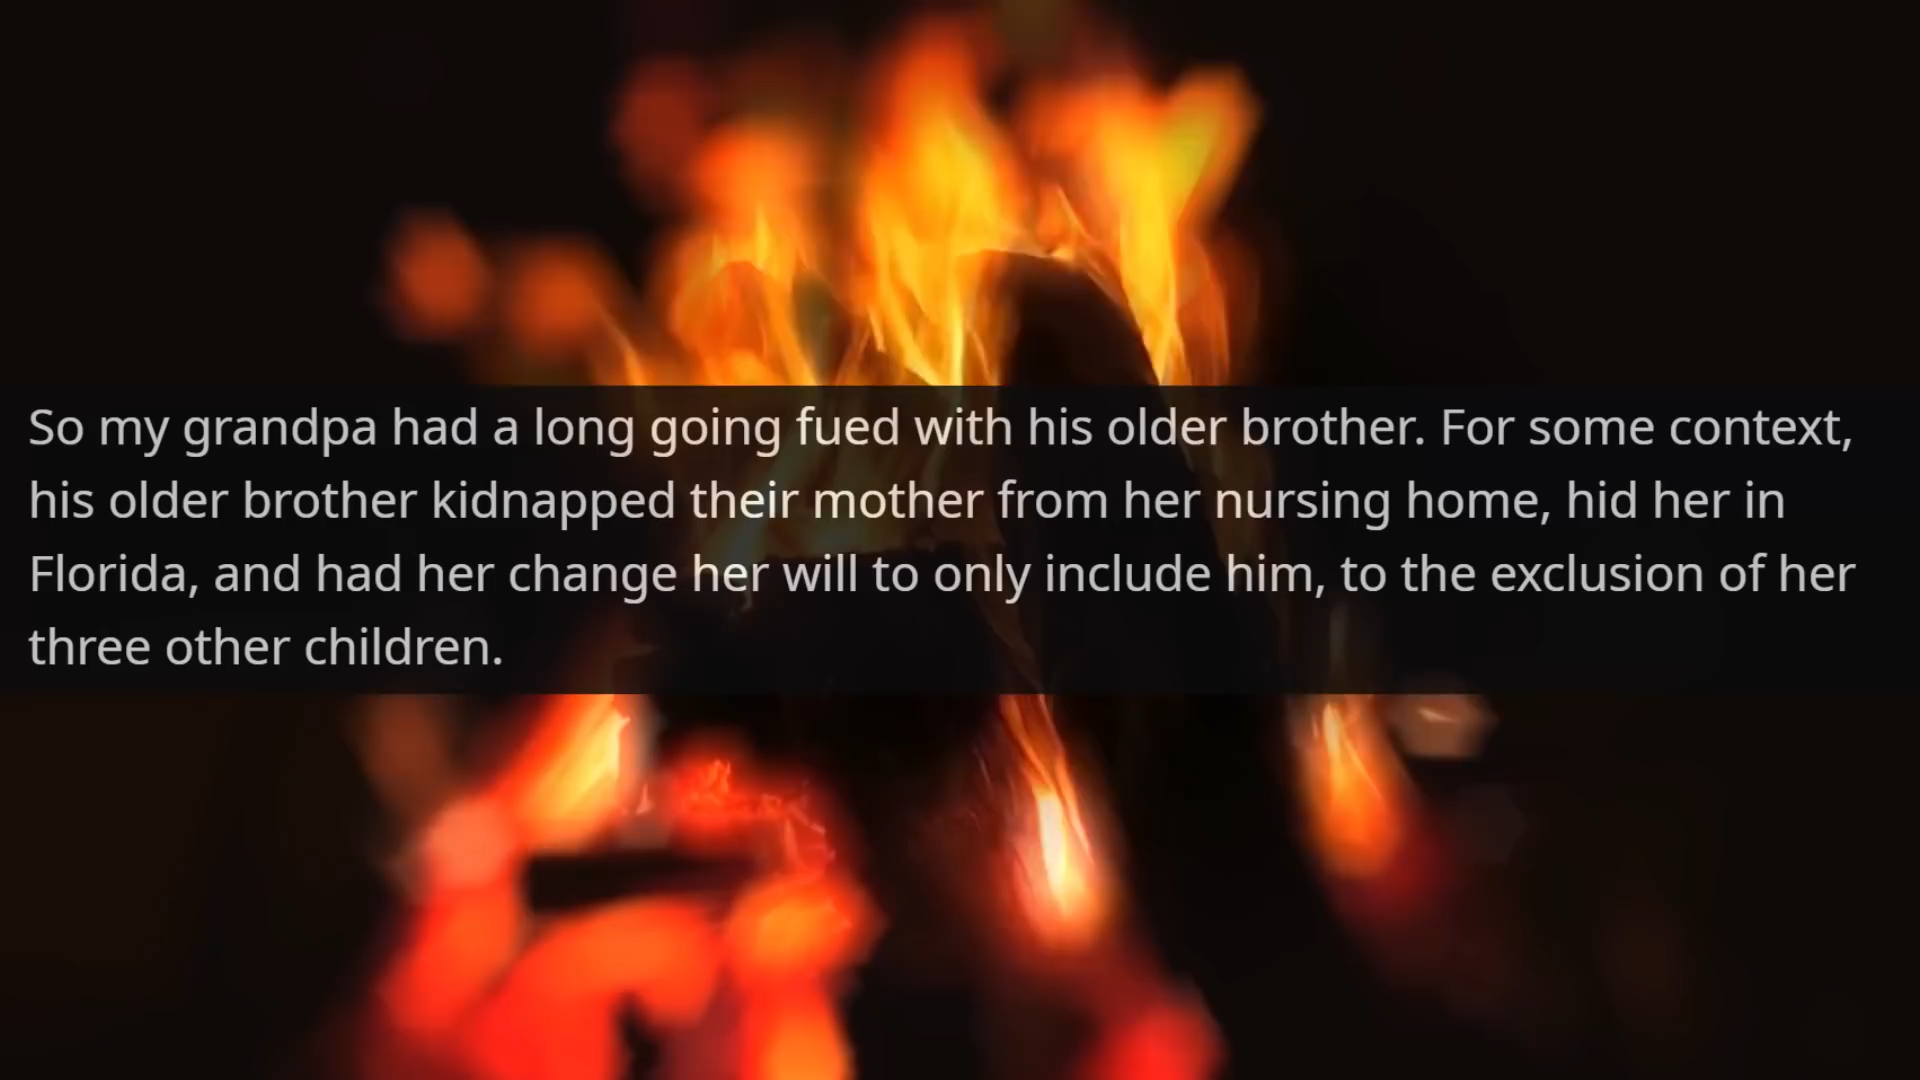 So my grandpa had a long going fued with his older brother. For some context,
his older brother kidnapped their mother from her nursing home, hid her in
Florida, and had her change her will to only include him, to the exclusion of her
three other children.